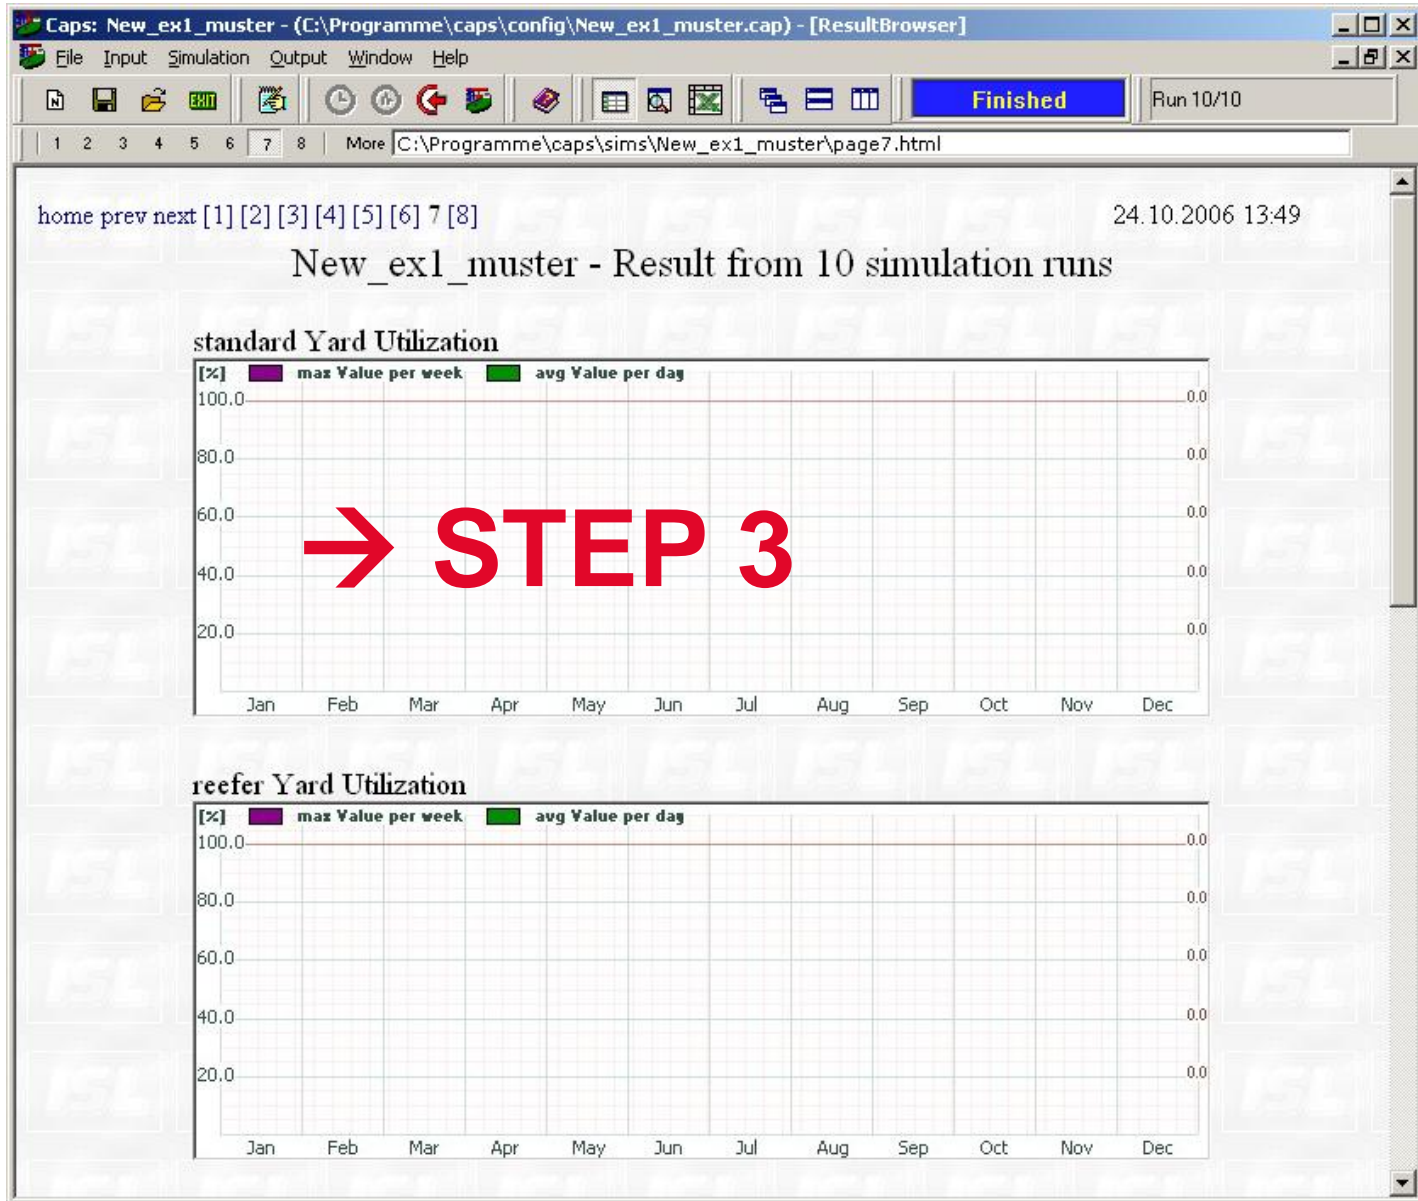 Caps: New_ex1_muster - (C:\Programme\caps\config\New_ex1_muster.cap) - [ResultBrowser]
File Input Simulation Output Window Help
EXIT Finished Run 10/10
1 2 3 4 5 6 7 8 More C:\Programme\caps\sims\New_ex1_muster\page7.html
home prev next [1] [2] [3] [4] [5] [6] 7 [8] 24.10.2006 13:49
New_ex1_muster - Result from 10 simulation runs
standard Yard Utilization
[%] max Value per week avg Value per day
100.0 0.0
80.0 0.0
60.0 0.0
→ STEP 3
40.0 0.0
20.0 0.0
Jan Feb Mar Apr May Jun Jul Aug Sep Oct Nov Dec
reefer Yard Utilization
[%] max Value per week avg Value per day
100.0 0.0
80.0 0.0
60.0 0.0
40.0 0.0
20.0 0.0
Jan Feb Mar Apr May Jun Jul Aug Sep Oct Nov Dec